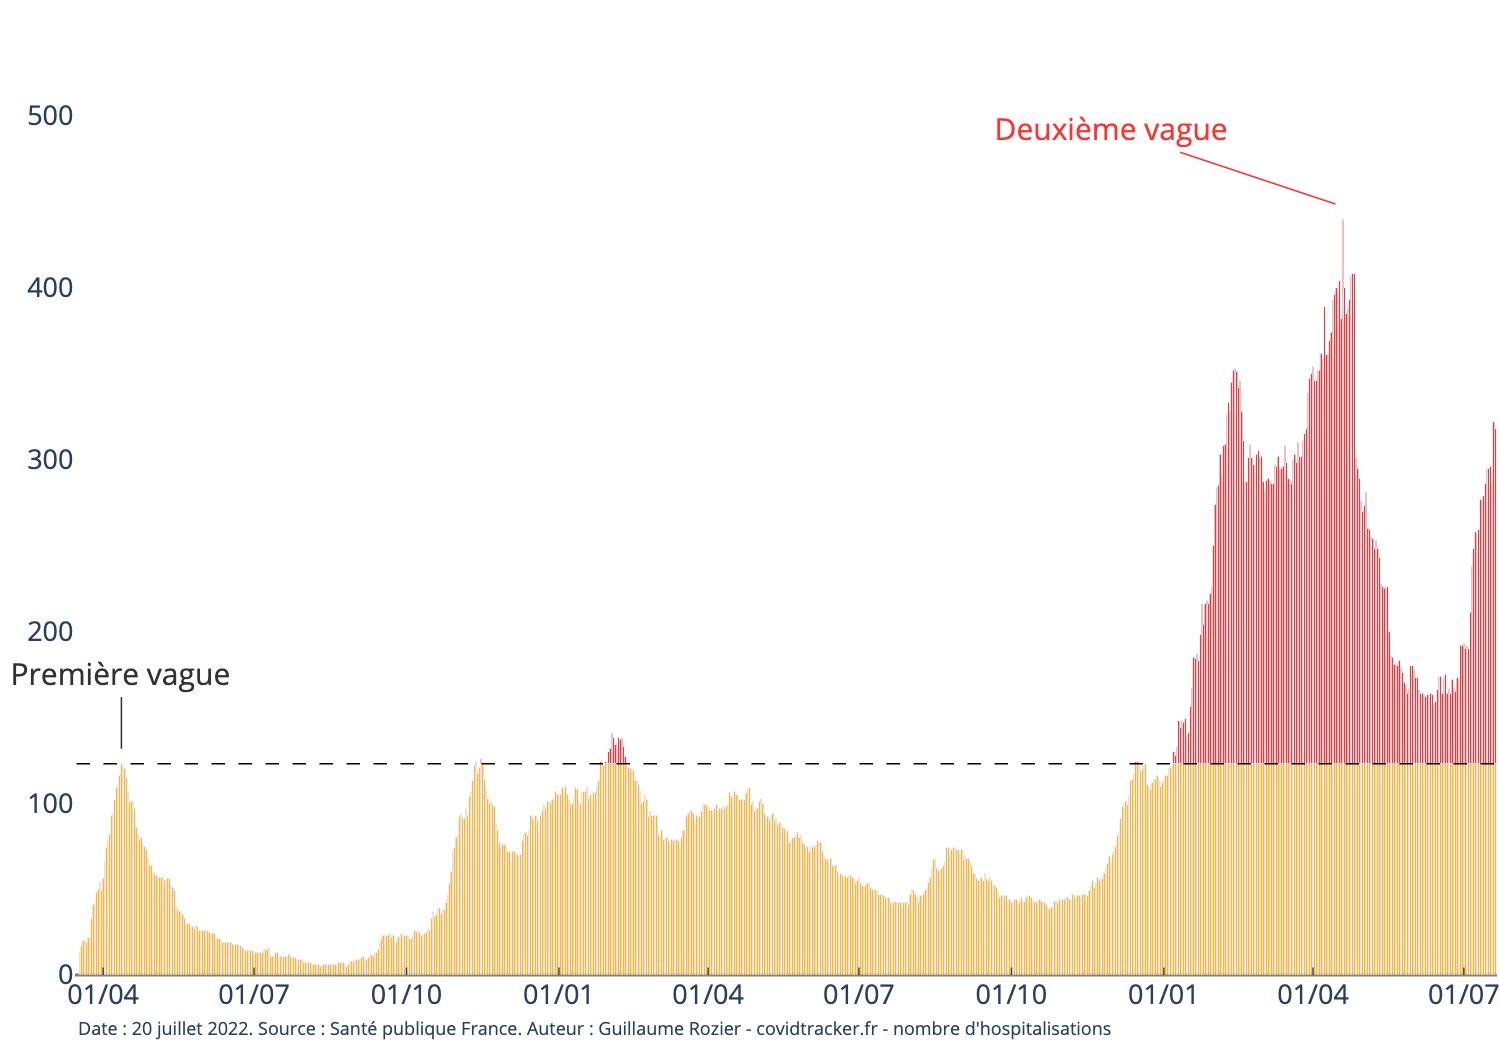 500
Deuxième vague
400
300
200
Première vague
100
0
01/04 01/07 01/10 01/01 01/04 01/07 01/10 01/01 01/04 01/07
Date : 20 juillet 2022. Source : Santé publique France. Auteur : Guillaume Rozier - covidtracker.fr - nombre d'hospitalisations